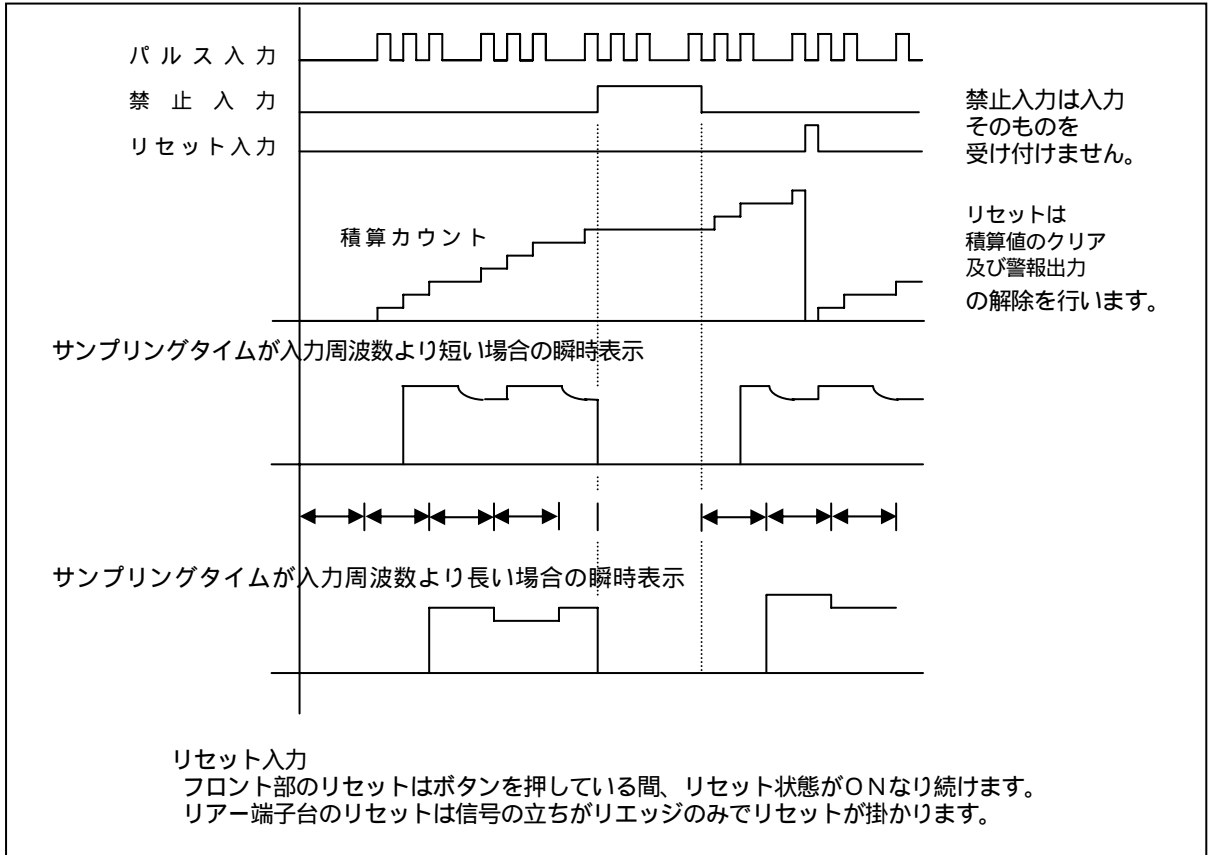 パルス入力
禁止入力
リセット入力
禁止入力は入力
そのものを
受け付けません。
積算カウント
リセットは
積算値のクリア
及び警報出力
の解除を行います。
サンプリングタイムが入力周波数より短い場合の瞬時表示
サンプリングタイムが入力周波数より長い場合の瞬時表示
リセット入力
フロント部のリセットはボタンを押している間、リセット状態がONなり続けます。
リアー端子台のリセットは信号の立ちがリエッジのみでリセットが掛かります。